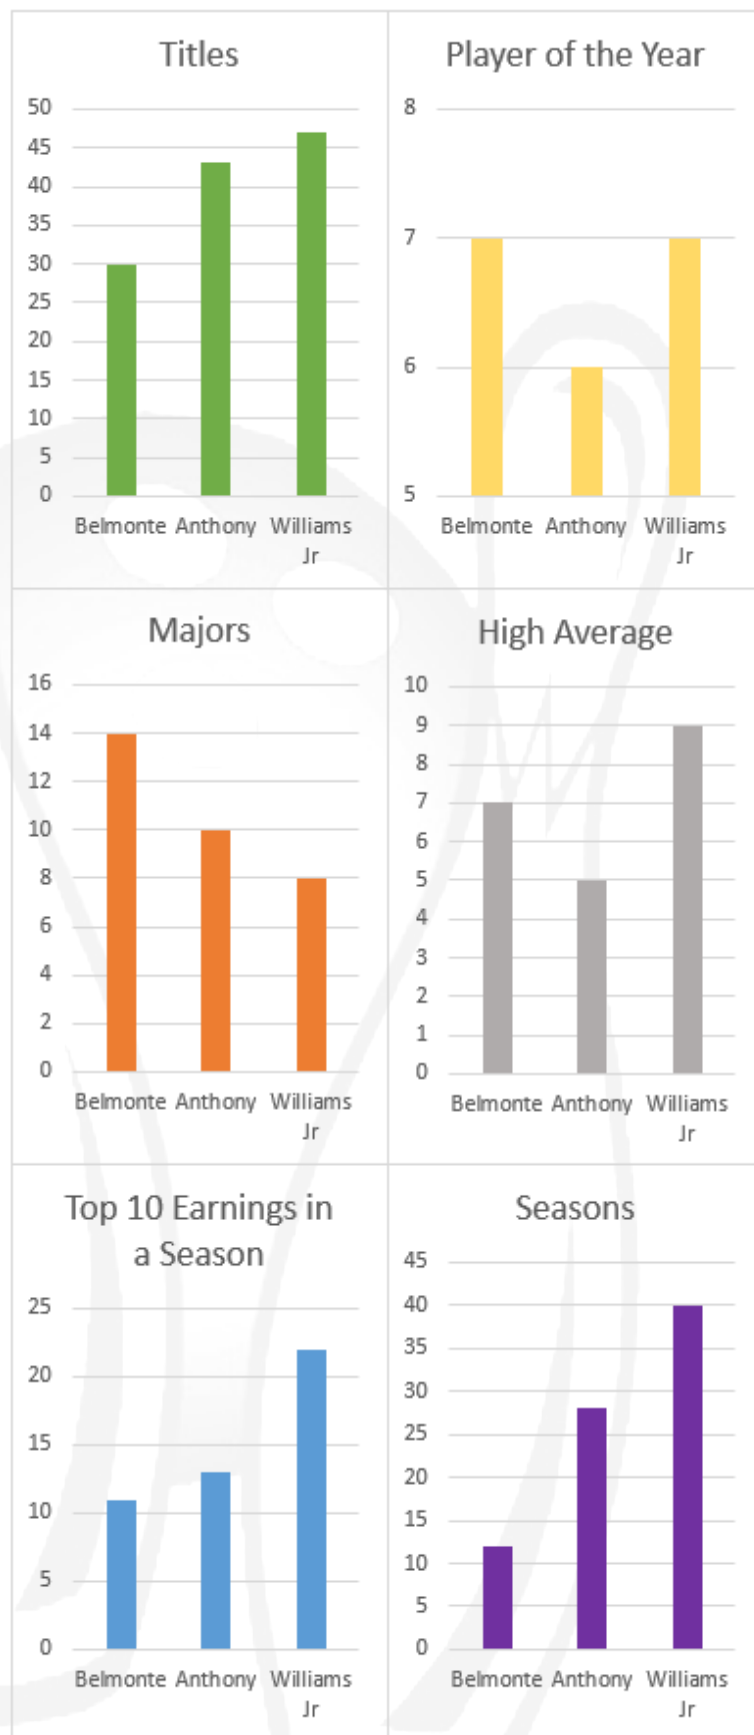 Titles
50
45
40
35
30
25
20
15
10
5
0
Belmonte Anthony Williams
Jr
Player of the Year
8
7
6
5
Belmonte Anthony Williams
Jr
Majors
16
14
12
10
8
6
4
2
0
Belmonte Anthony Williams
Jr
High Average
10
9
8
7
6
5
4
3
2
1
0
Belmonte Anthony Williams
Jr
Top 10 Earnings in
a Season
25
20
15
10
5
0
Belmonte Anthony Williams
Jr
Seasons
45
40
35
30
25
20
15
10
5
0
Belmonte Anthony Williams
Jr